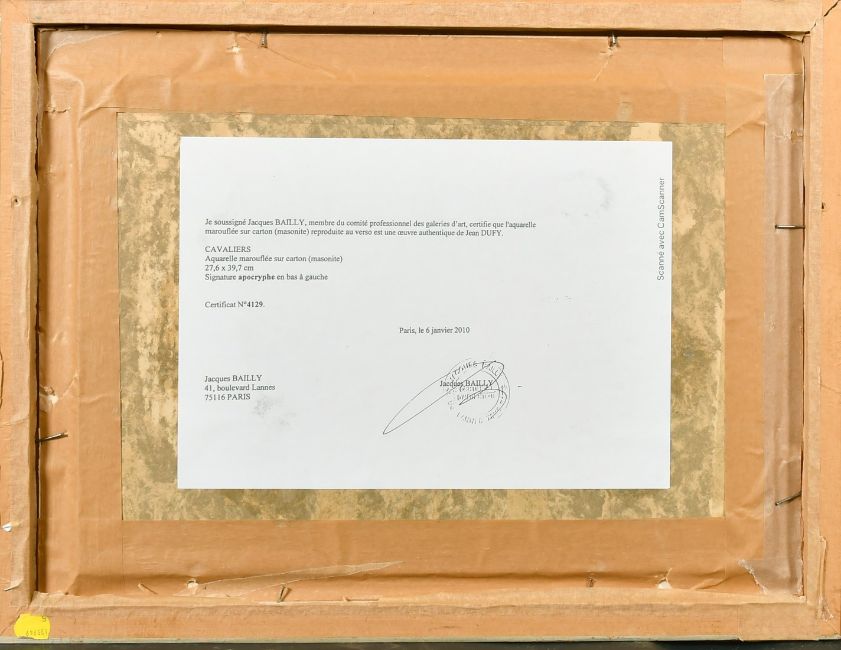 Je soussigné Jacques BAILLY, membre du comité professionnel des galeries d'art, certifie que l'aquarelle
marouflée sur carton (masonite) reproduite au verso est une œuvre authentique de Jean DUFY.
CAVALIERS
Aquarelle marouflée sur carton (masonite)
27,6 x 39,7 cm
Signature apocryphe en bas à gauche
Certificat N°4129.
Paris, le 6 janvier 2010
Jacques BAILLY
41, boulevard Lannes
75116 PARIS
Jacques BAILLY
Scanné avec CamScanner